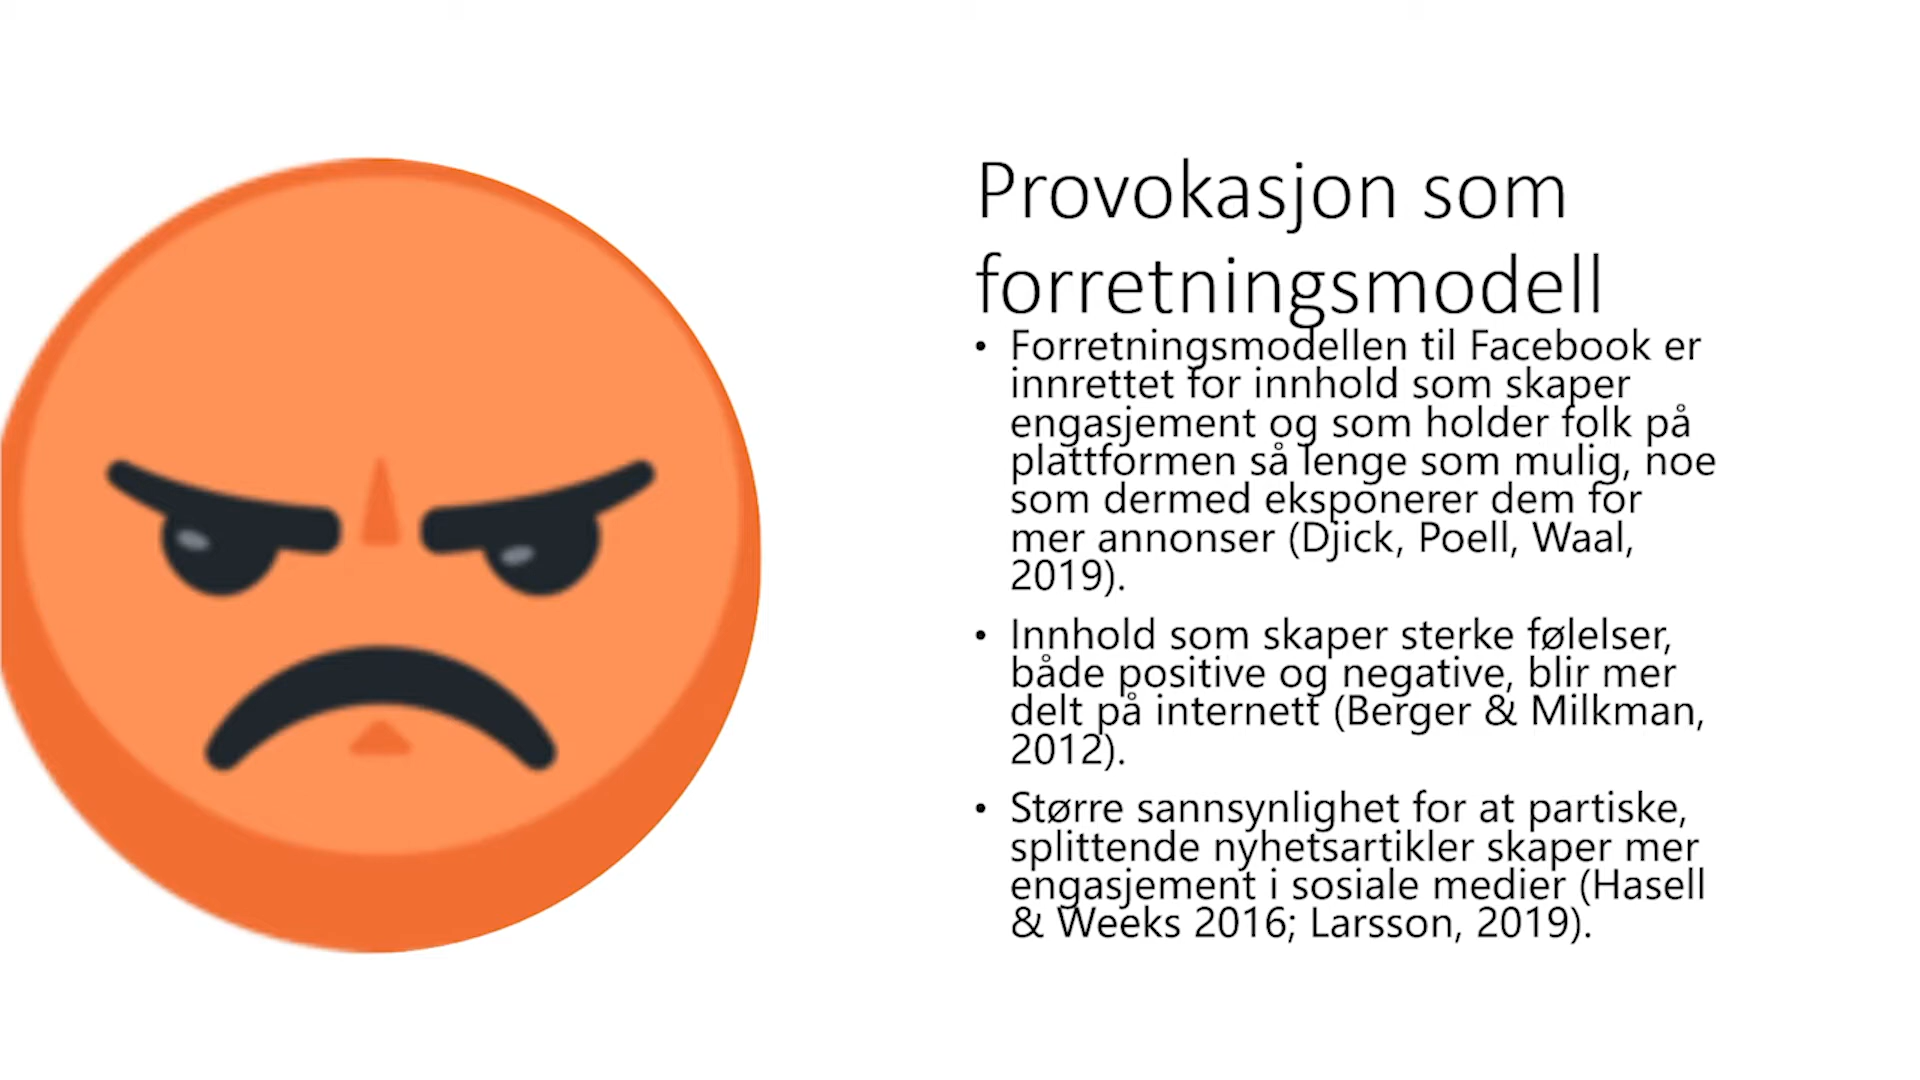 Provokasjon som
forretningsmodell
• Forretningsmodellen til Facebook er
innrettet for innhold som skaper
engasjement og som holder folk på
plattformen så lenge som mulig, noe
som dermed eksponerer dem for
mer annonser (Djick, Poell, Waal,
2019).
• Innhold som skaper sterke følelser,
både positive og negative, blir mer
delt på internett (Berger & Milkman,
2012).
• Større sannsynlighet for at partiske,
splittende nyhetsartikler skaper mer
engasjement i sosiale medier (Hasell
& Weeks 2016; Larsson, 2019).